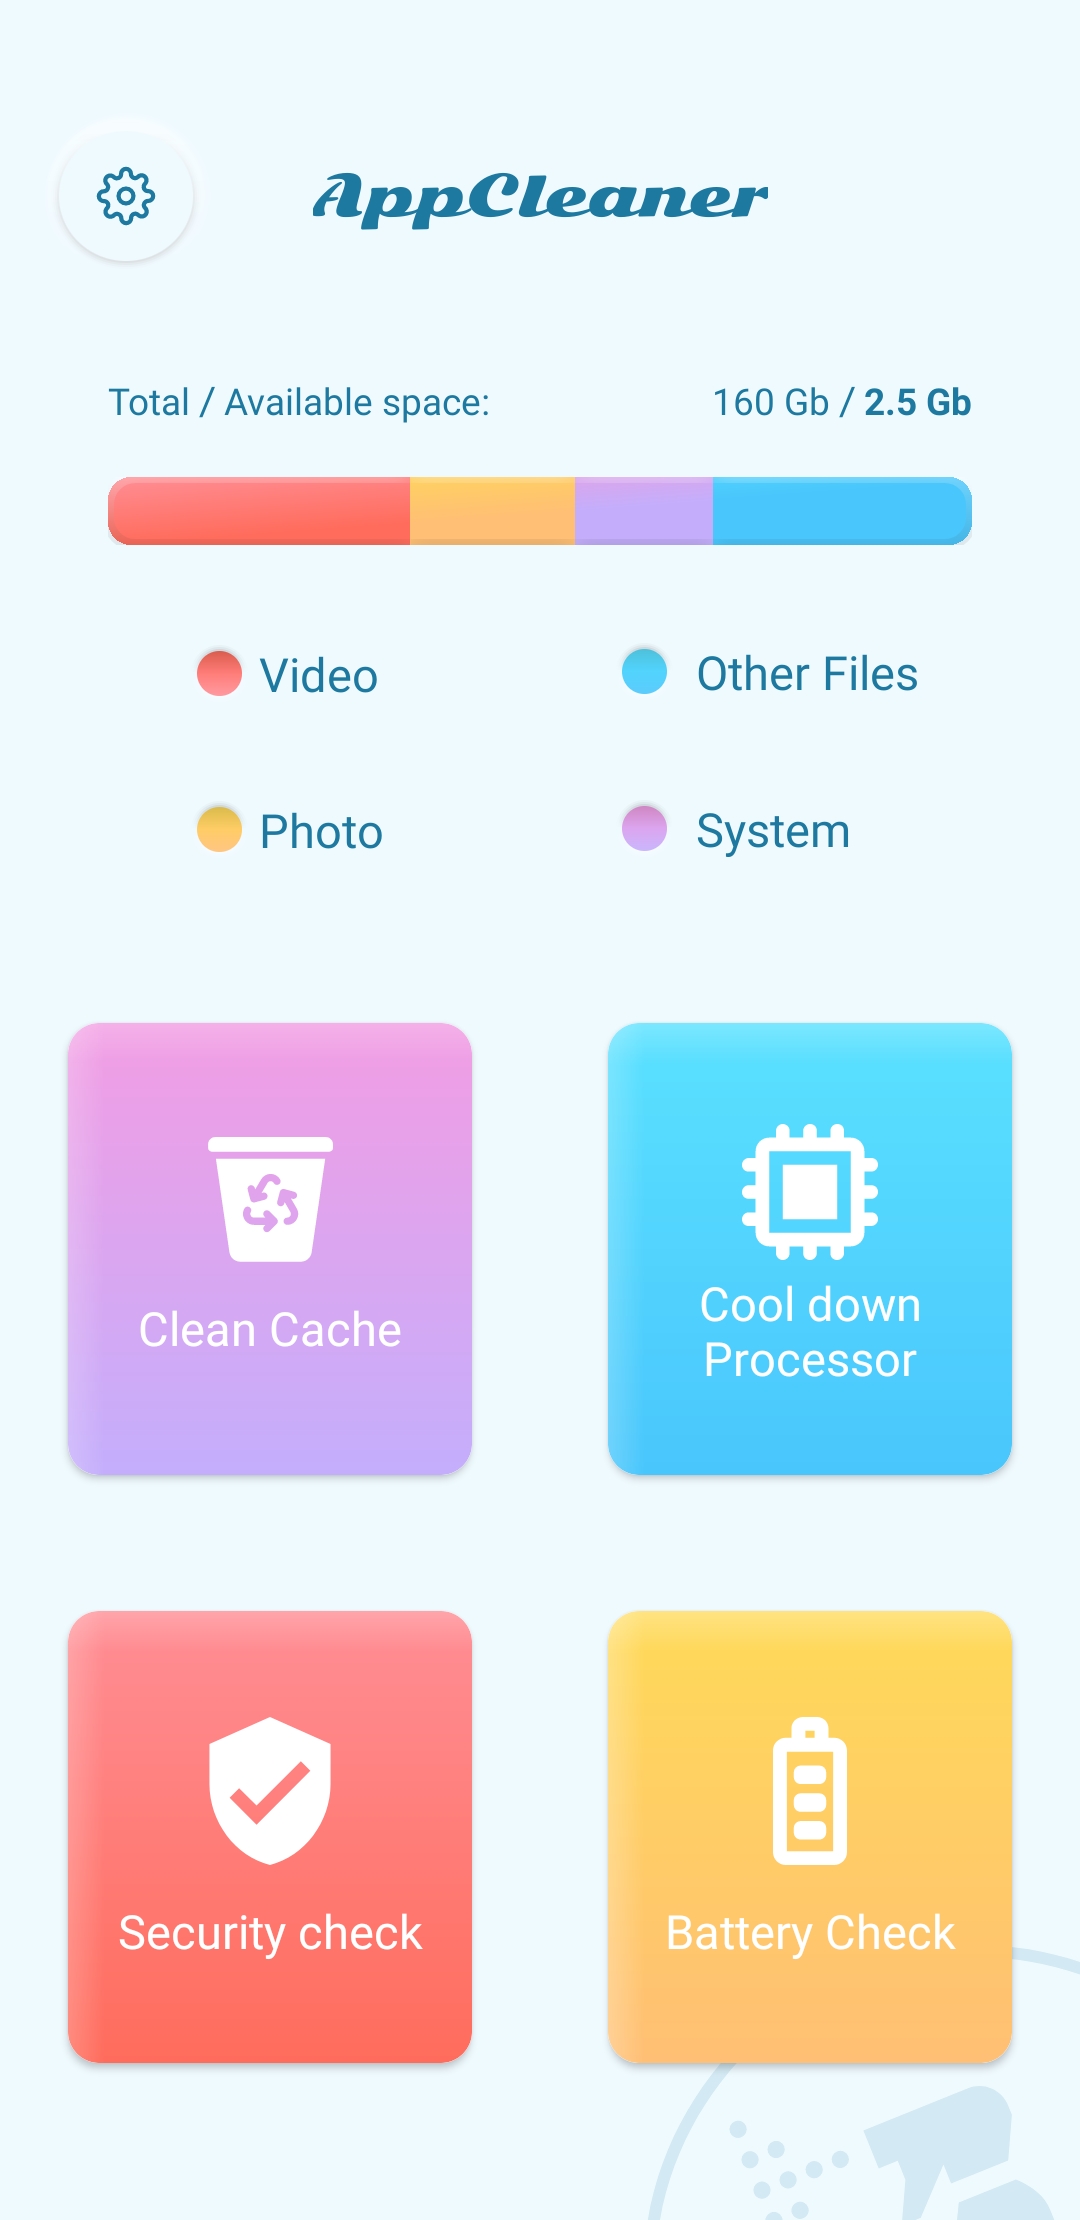 AppCleaner
Total / Available space: 160 Gb / 2.5 Gb
Video
Other Files
Photo
System
Clean Cache
Cool down
Processor
Security check
Battery Check